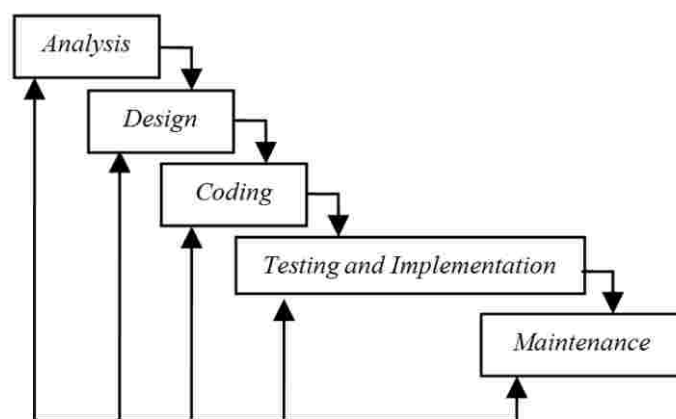 Analysis
Design
Coding
Testing and Implementation
Maintenance